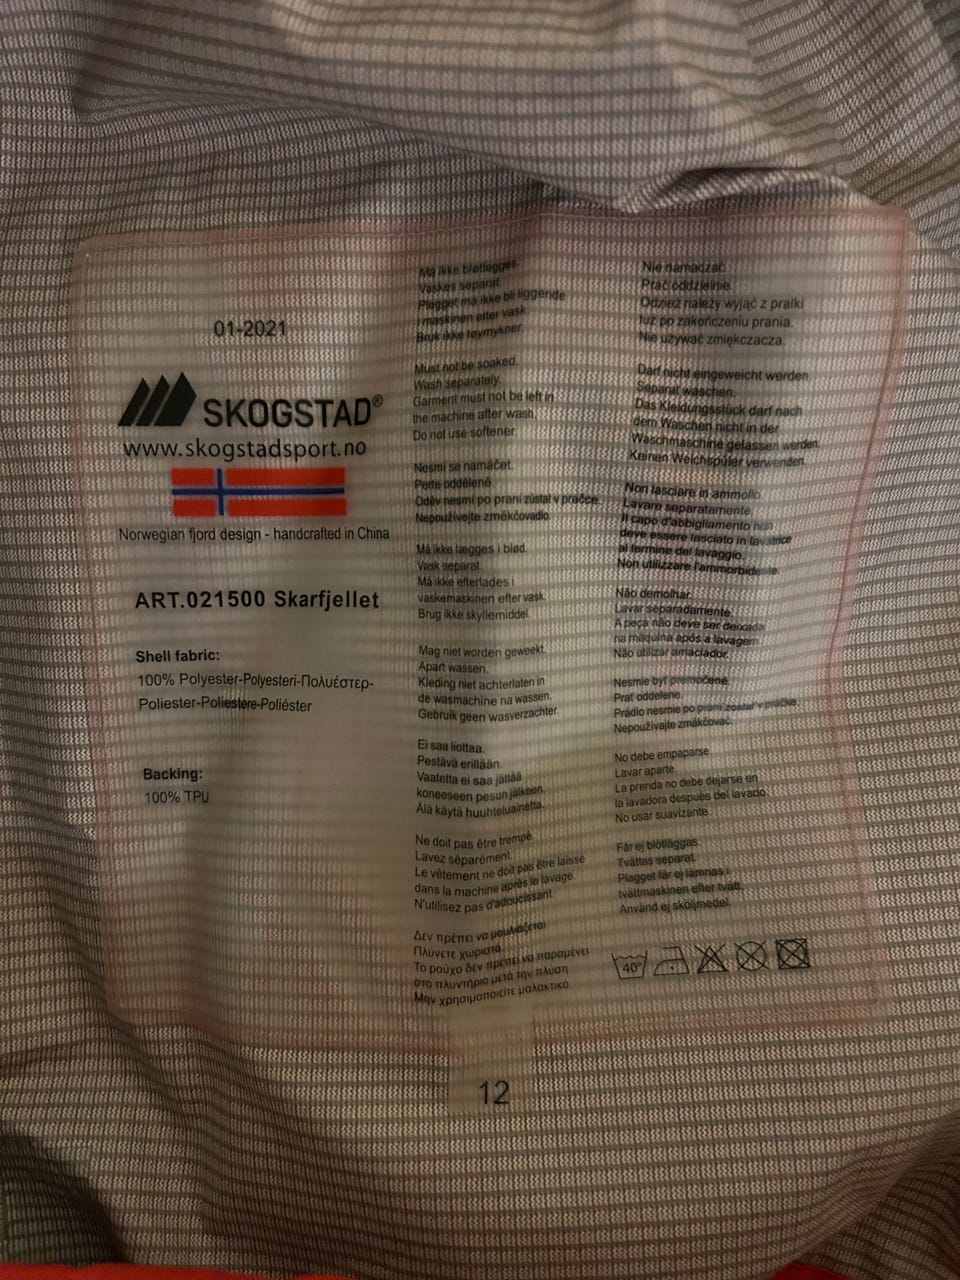 01-2021
SKOGSTAD®
www.skogstadsport.no
Norwegian fjord design - handcrafted in China
ART.021500 Skarfjellet
Shell fabric:
100% Polyester-Polyesteri-Πολυέστερ-
Poliester-Poliestere-Poliéster
Backing:
100% TPU
Må ikke bløtlegges.
Vaskes separat.
Plagget må ikke bli liggende
i maskinen etter vask.
Bruk ikke tøymykner.
Must not be soaked.
Wash separately.
Garment must not be left in
the machine after wash.
Do not use softener.
Nesmí se namáčet.
Perte odděleně.
Oděv nesmí po praní zůstat v pračce.
Nepoužívejte změkčovadlo.
Må ikke lægges i blød.
Vask separat.
Må ikke efterlades i
vaskemaskinen efter vask.
Brug ikke skyllemiddel.
Mag niet worden geweekt.
Apart wassen.
Kleding niet achterlaten in
de wasmachine na wassen.
Gebruik geen wasverzachter.
Ei saa liottaa.
Pestävä erillään.
Vaatetta ei saa jättää
koneeseen pesun jälkeen.
Älä käytä huuhteluainetta.
Ne doit pas être trempé.
Lavez séparément.
Le vêtement ne doit pas être laissé
dans la machine après le lavage.
N'utilisez pas d'adoucissant.
Δεν πρέπει να μουλιάζεται
Πλύνετε χωριστά.
Το ρούχο δεν πρέπει να παραμένει
στο πλυντήριο μετά την πλύση
Μην χρησιμοποιείτε μαλακτικό.
Nie namaczać.
Prać oddzielnie.
Odzież należy wyjąć z pralki
tuż po zakończeniu prania.
Nie używać zmiękczacza.
Darf nicht eingeweicht werden.
Separat waschen.
Das Kleidungsstück darf nach
dem Waschen nicht in der
Waschmaschine gelassen werden.
Keinen Weichspüler verwenden.
Non lasciare in ammollo.
Lavare separatamente.
Il capo d'abbigliamento non
deve essere lasciato in lavatrice
al termine del lavaggio.
Non utilizzare l'ammorbidente.
Não demolhar.
Lavar separadamente.
A peça não deve ser deixada
na máquina após a lavagem
Não utilizar amaciador.
Nesmie byť premočené.
Prať oddelene.
Prádlo nesmie po praní zostať v práčke.
Nepoužívajte zmäkčovač.
No debe empaparse.
Lavar aparte.
La prenda no debe dejarse en
la lavadora después del lavado.
No usar suavizante.
Får ej blötläggas.
Tvättas separat.
Plagget får ej lämnas i
tvättmaskinen efter tvätt.
Använd ej sköljmedel.
40°
12